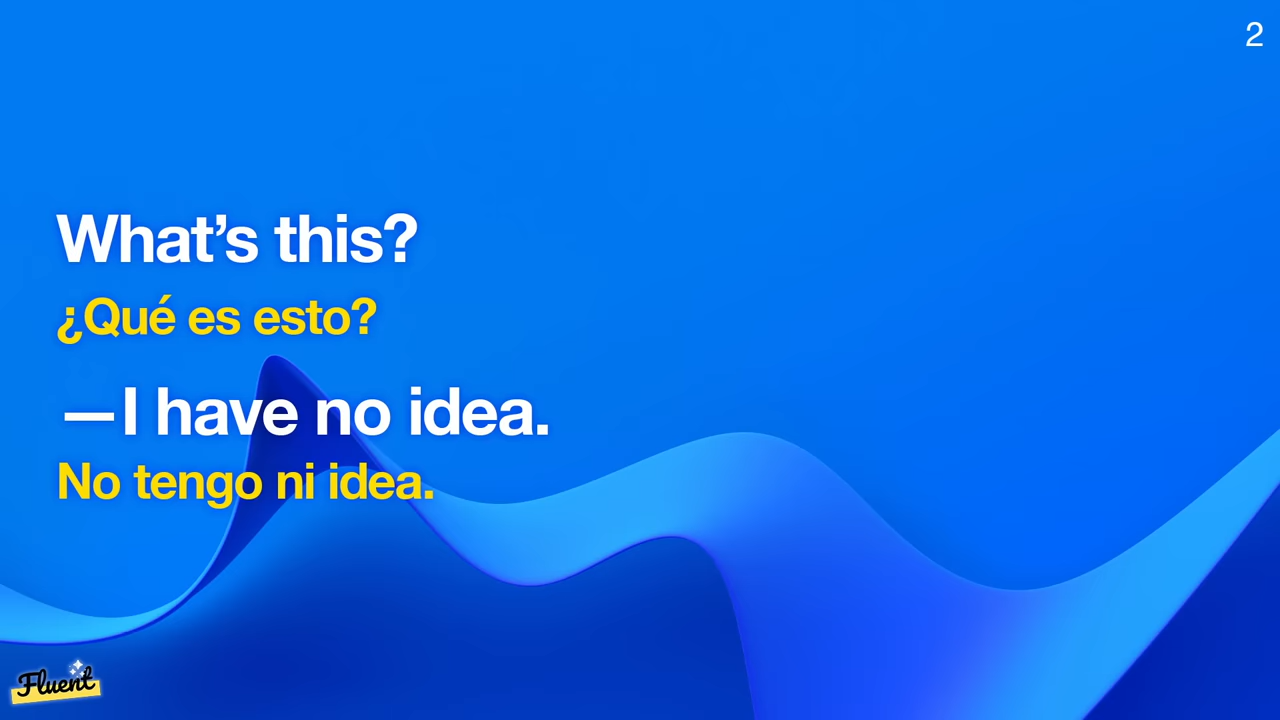 2
What’s this?
¿Qué es esto?
—I have no idea.
No tengo ni idea.
Fluent